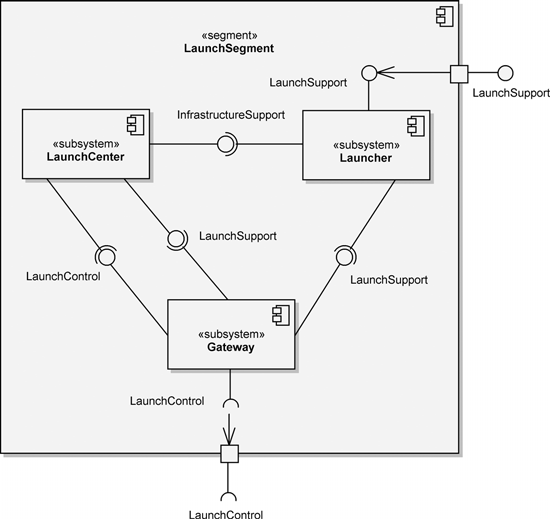 «segment»
LaunchSegment
LaunchSupport
LaunchSupport
InfrastructureSupport
«subsystem»
LaunchCenter
«subsystem»
Launcher
LaunchSupport
LaunchControl
LaunchSupport
«subsystem»
Gateway
LaunchControl
LaunchControl